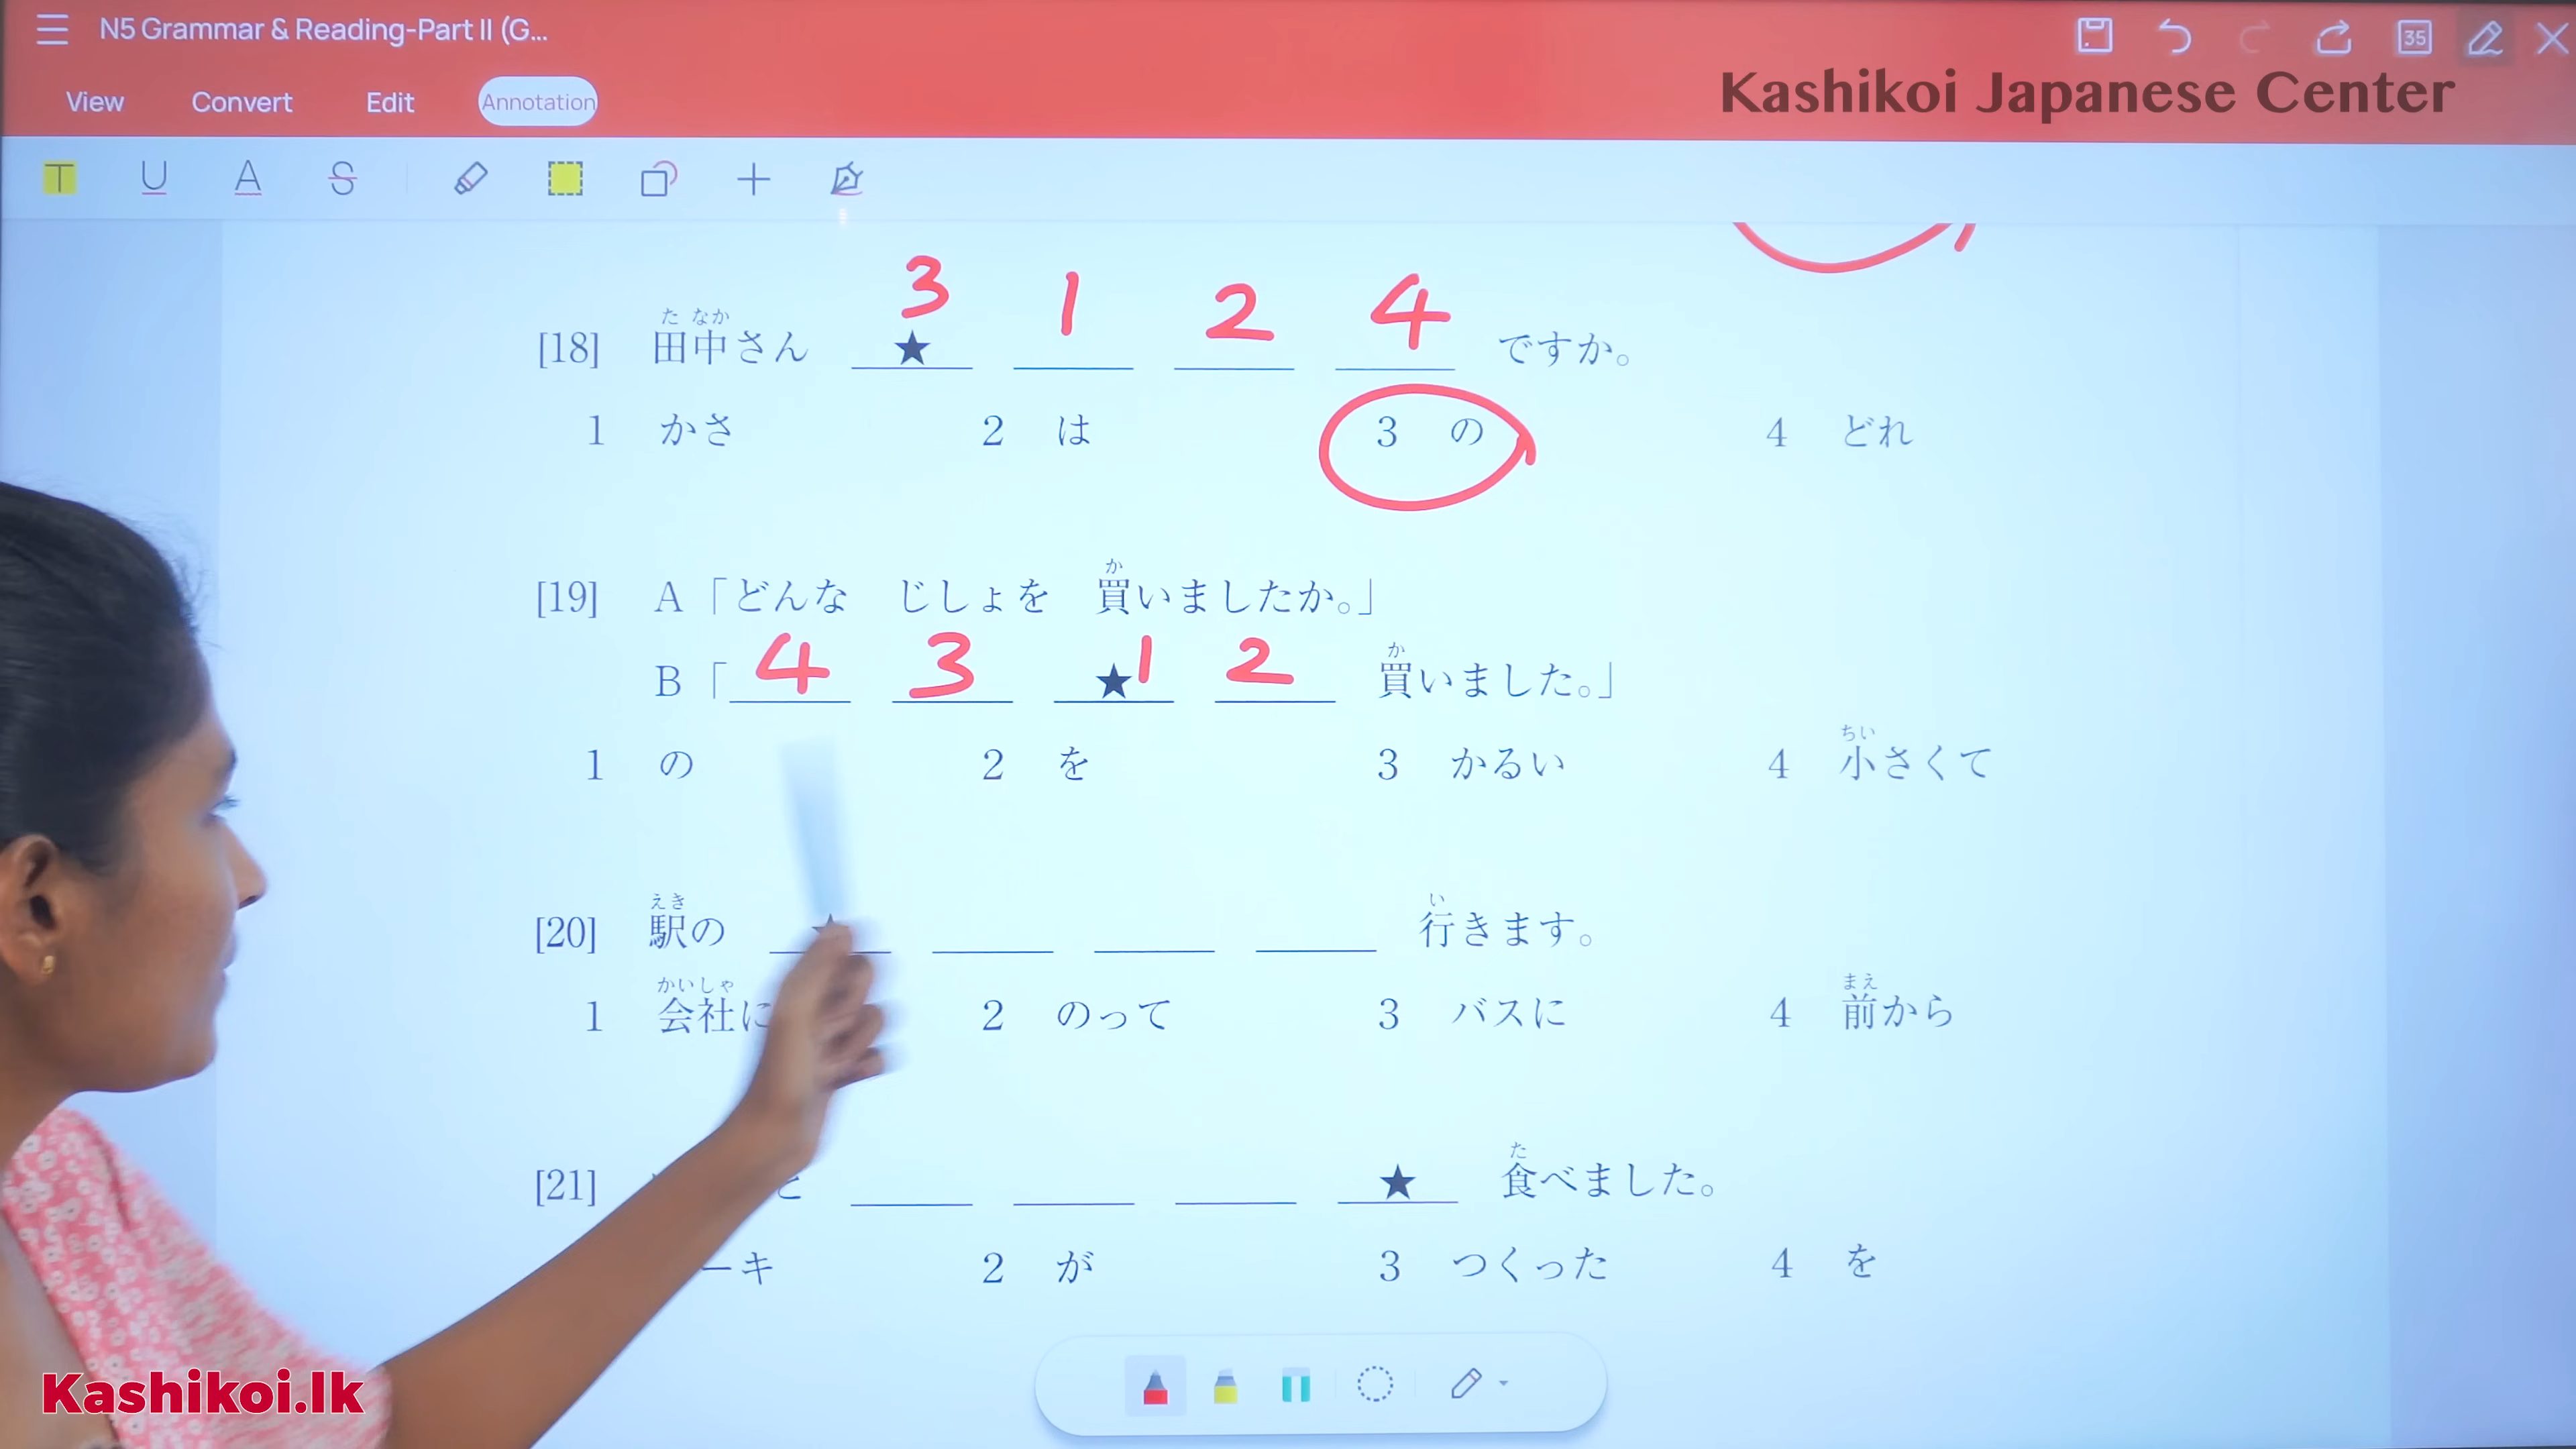 N5 Grammar & Reading-Part II (G...
35
Kashikoi Japanese Center
View Convert Edit Annotation
T U A S
3 1 2 4
た なか
[18] 田中さん ★ ですか。
1 かさ 2 は 3 の 4 どれ
か
[19] A「どんな じしょを 買いましたか。」
4 3 1 2
か
B「 ★ 買いました。」
ちい
1 の 2 を 3 かるい 4 小さくて
えき い
[20] 駅の ★ 行きます。
かいしゃ まえ
1 会社に 2 のって 3 バスに 4 前から
た
[21] と ★ 食べました。
ーキ 2 が 3 つくった 4 を
Kashikoi.lk